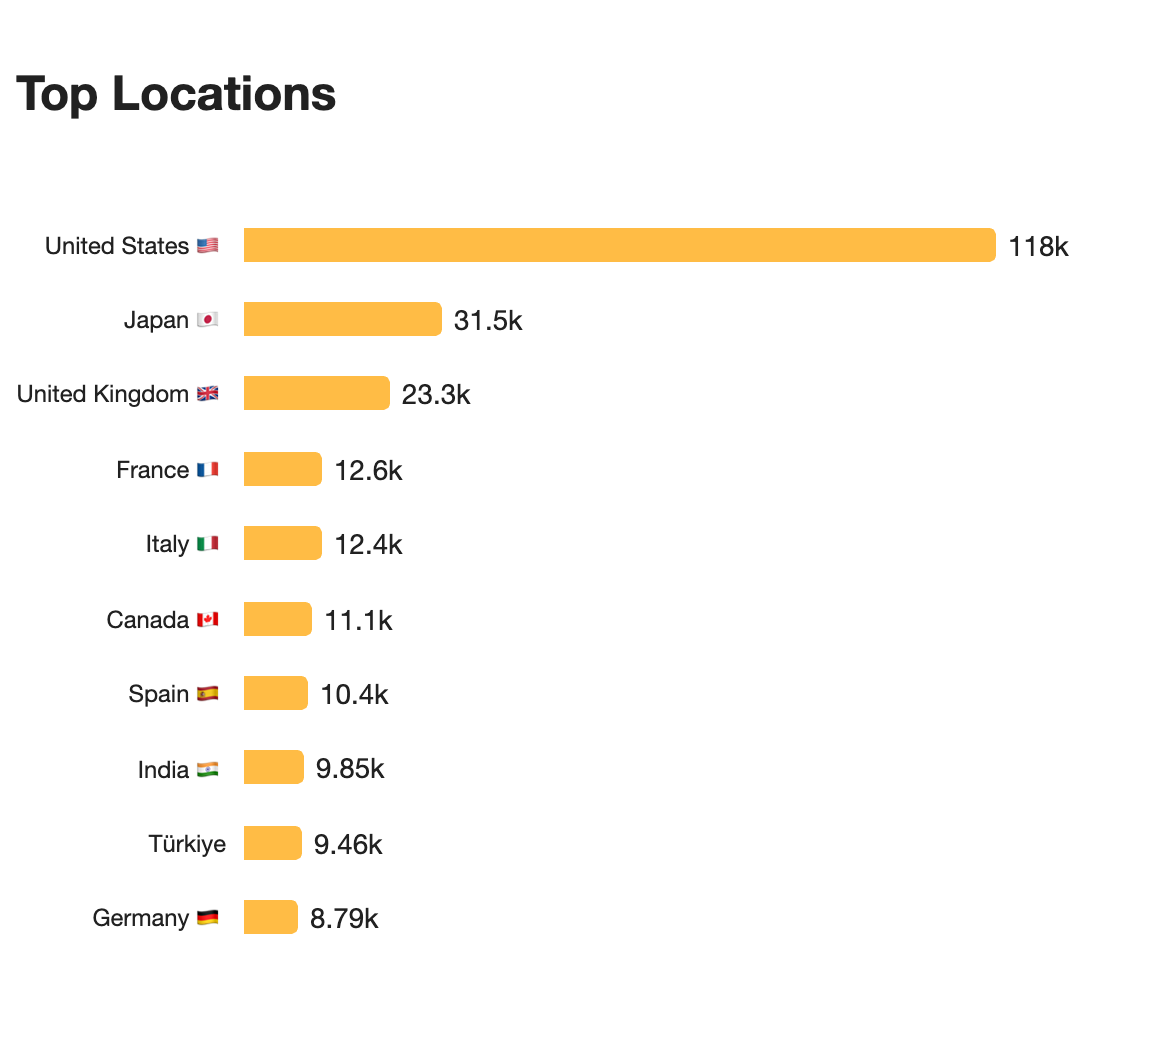 Top Locations
United States 🇺🇸 118k
Japan 🇯🇵 31.5k
United Kingdom 🇬🇧 23.3k
France 🇫🇷 12.6k
Italy 🇮🇹 12.4k
Canada 🇨🇦 11.1k
Spain 🇪🇸 10.4k
India 🇮🇳 9.85k
Türkiye 9.46k
Germany 🇩🇪 8.79k